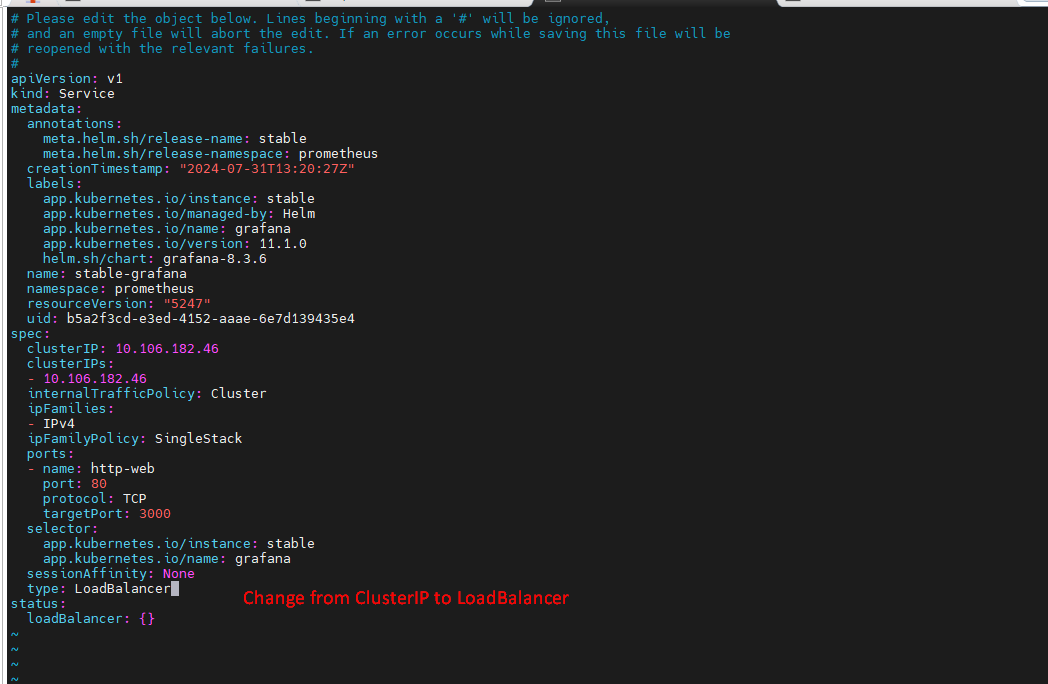 # Please edit the object below. Lines beginning with a '#' will be ignored,
# and an empty file will abort the edit. If an error occurs while saving this file will be
# reopened with the relevant failures.
#
apiVersion: v1
kind: Service
metadata:
  annotations:
    meta.helm.sh/release-name: stable
    meta.helm.sh/release-namespace: prometheus
  creationTimestamp: "2024-07-31T13:20:27Z"
  labels:
    app.kubernetes.io/instance: stable
    app.kubernetes.io/managed-by: Helm
    app.kubernetes.io/name: grafana
    app.kubernetes.io/version: 11.1.0
    helm.sh/chart: grafana-8.3.6
  name: stable-grafana
  namespace: prometheus
  resourceVersion: "5247"
  uid: b5a2f3cd-e3ed-4152-aaae-6e7d139435e4
spec:
  clusterIP: 10.106.182.46
  clusterIPs:
  - 10.106.182.46
  internalTrafficPolicy: Cluster
  ipFamilies:
  - IPv4
  ipFamilyPolicy: SingleStack
  ports:
  - name: http-web
    port: 80
    protocol: TCP
    targetPort: 3000
  selector:
    app.kubernetes.io/instance: stable
    app.kubernetes.io/name: grafana
  sessionAffinity: None
  type: LoadBalancer
Change from ClusterIP to LoadBalancer
status:
  loadBalancer: {}
~
~
~
~